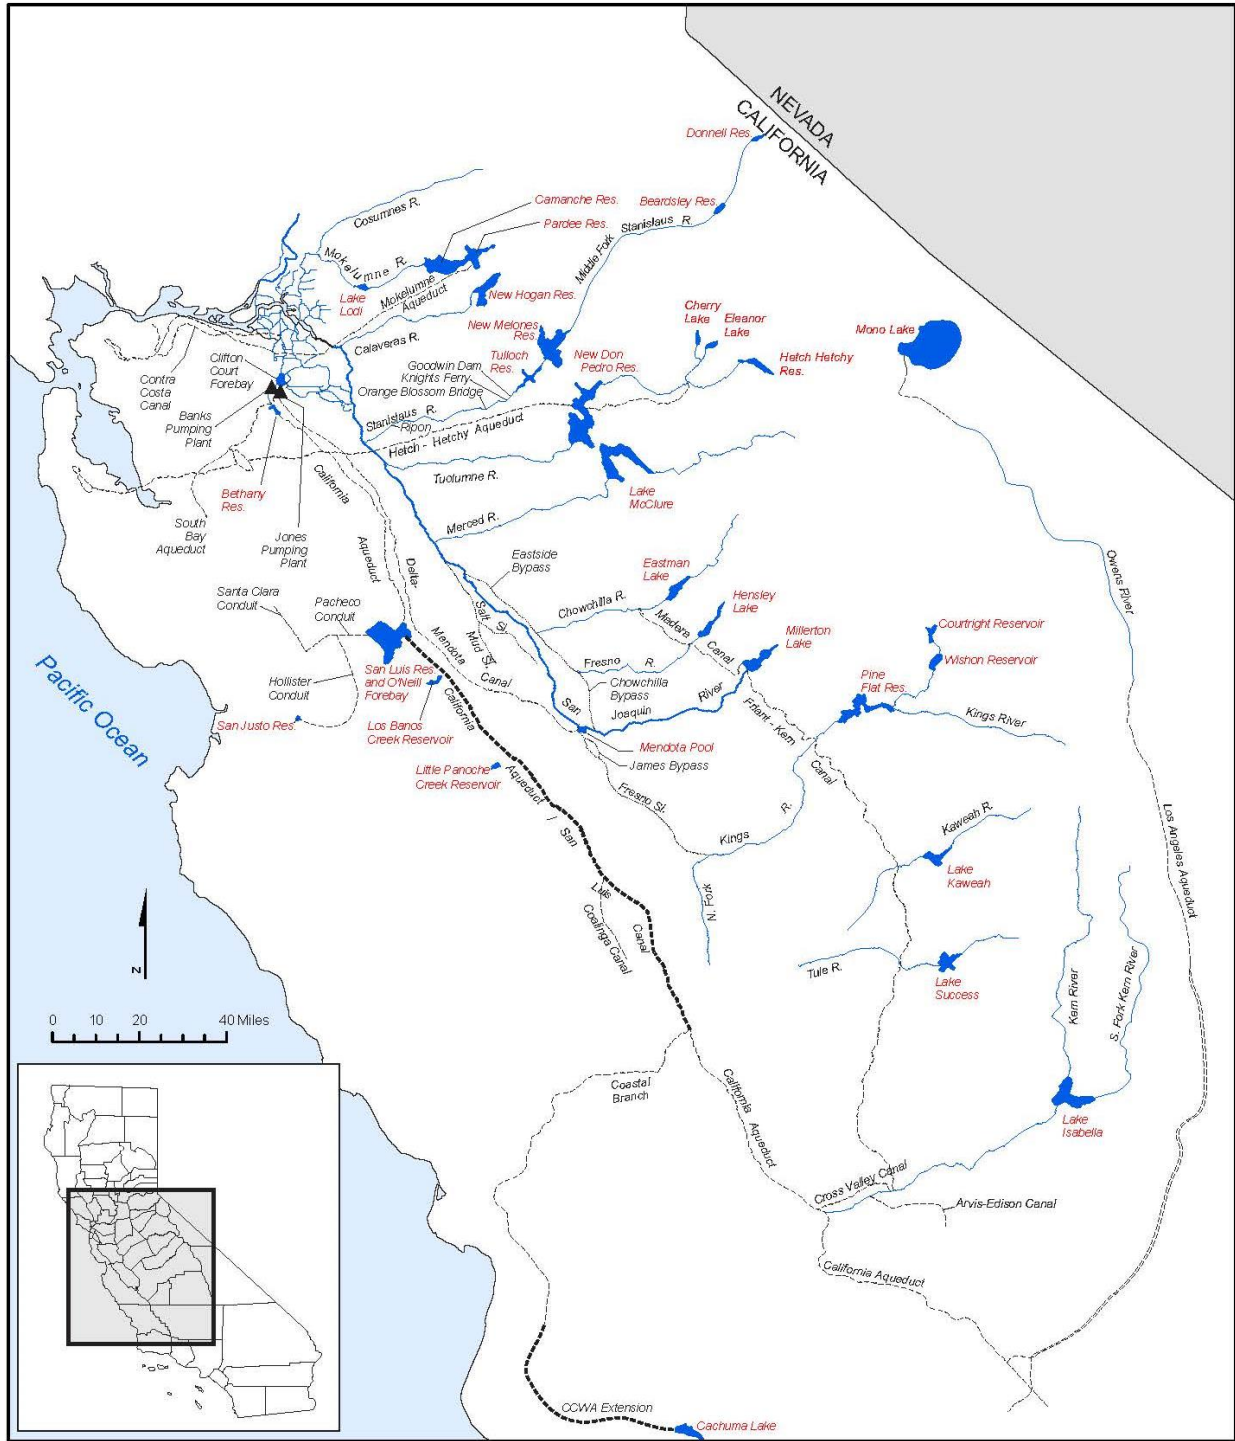 NEVADA
CALIFORNIA
Donnell Res.
Beardsley Res.
Middle Fork
Stanislaus R.
Cosumnes R.
Camanche Res.
Pardee Res.
Mokelumne R.
Lake
Lodi
Mokelumne
Aqueduct
New Hogan Res.
Calaveras R.
New Melones
Res.
Tulloch
Res.
New Don
Pedro Res.
Cherry
Lake
Eleanor
Lake
Hetch Hetchy
Res.
Mono Lake
Goodwin Dam
Knights Ferry
Orange Blossom Bridge
Stanislaus R.
Ripon
Hetch - Hetchy Aqueduct
Tuolumne R.
Lake
McClure
Merced R.
Contra
Costa
Canal
Clifton
Court
Forebay
Banks
Pumping
Plant
Bethany
Res.
South
Bay
Aqueduct
Jones
Pumping
Plant
California
Aqueduct
Delta-
Mendota
Canal
Santa Clara
Conduit
Pacheco
Conduit
Hollister
Conduit
San Justo Res.
San Luis Res.
and O'Neill
Forebay
Los Banos
Creek Reservoir
Little Panoche
Creek Reservoir
Eastside
Bypass
Salt Sl.
Mud Sl.
Chowchilla R.
Eastman
Lake
Hensley
Lake
Madera
Canal
Millerton
Lake
Fresno R.
Chowchilla
Bypass
San
Joaquin
River
Mendota Pool
James Bypass
Fresno Sl.
Friant - Kern
Canal
Courtright Reservoir
Wishon Reservoir
Pine
Flat Res.
Kings River
Kings R.
N. Fork
Owens River
Los Angeles Aqueduct
Kaweah R.
Lake
Kaweah
Tule R.
Lake
Success
Kern River
S. Fork Kern River
Lake
Isabella
California
Aqueduct / San
Luis
Canal
Coalinga Canal
Coastal
Branch
California
Aqueduct
Cross Valley Canal
Arvis-Edison Canal
California Aqueduct
CCWA Extension
Cachuma Lake
Pacific Ocean
N
0 10 20 40 Miles